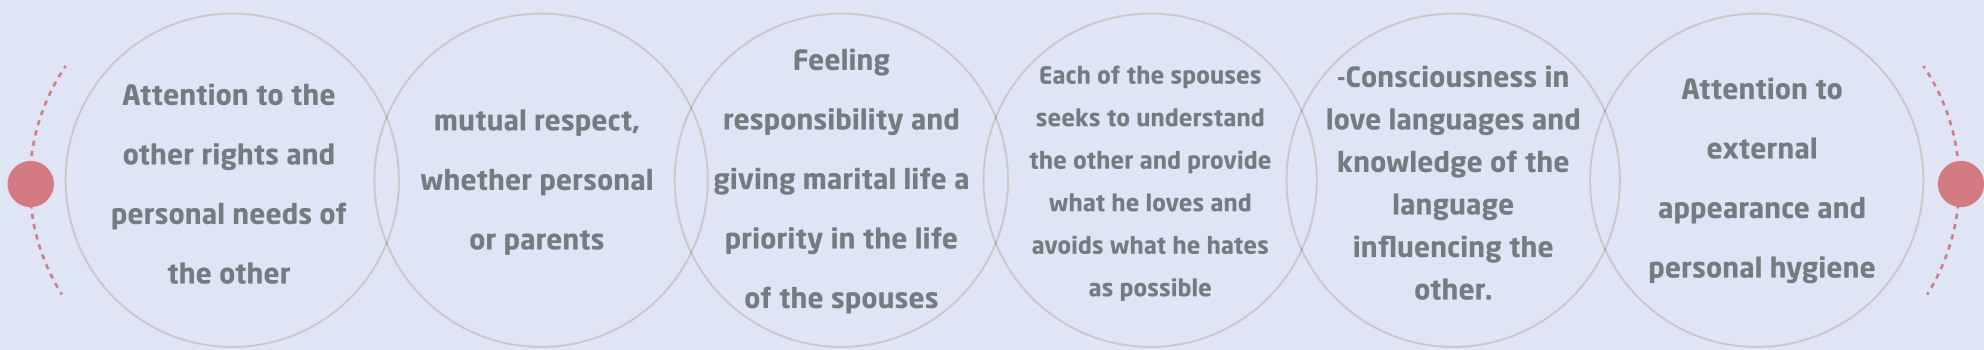 Attention to the
other rights and
personal needs of
the other
mutual respect,
whether personal
or parents
Feeling
responsibility and
giving marital life a
priority in the life
of the spouses
Each of the spouses
seeks to understand
the other and provide
what he loves and
avoids what he hates
as possible
-Consciousness in
love languages and
knowledge of the
language
influencing the
other.
Attention to
external
appearance and
personal hygiene